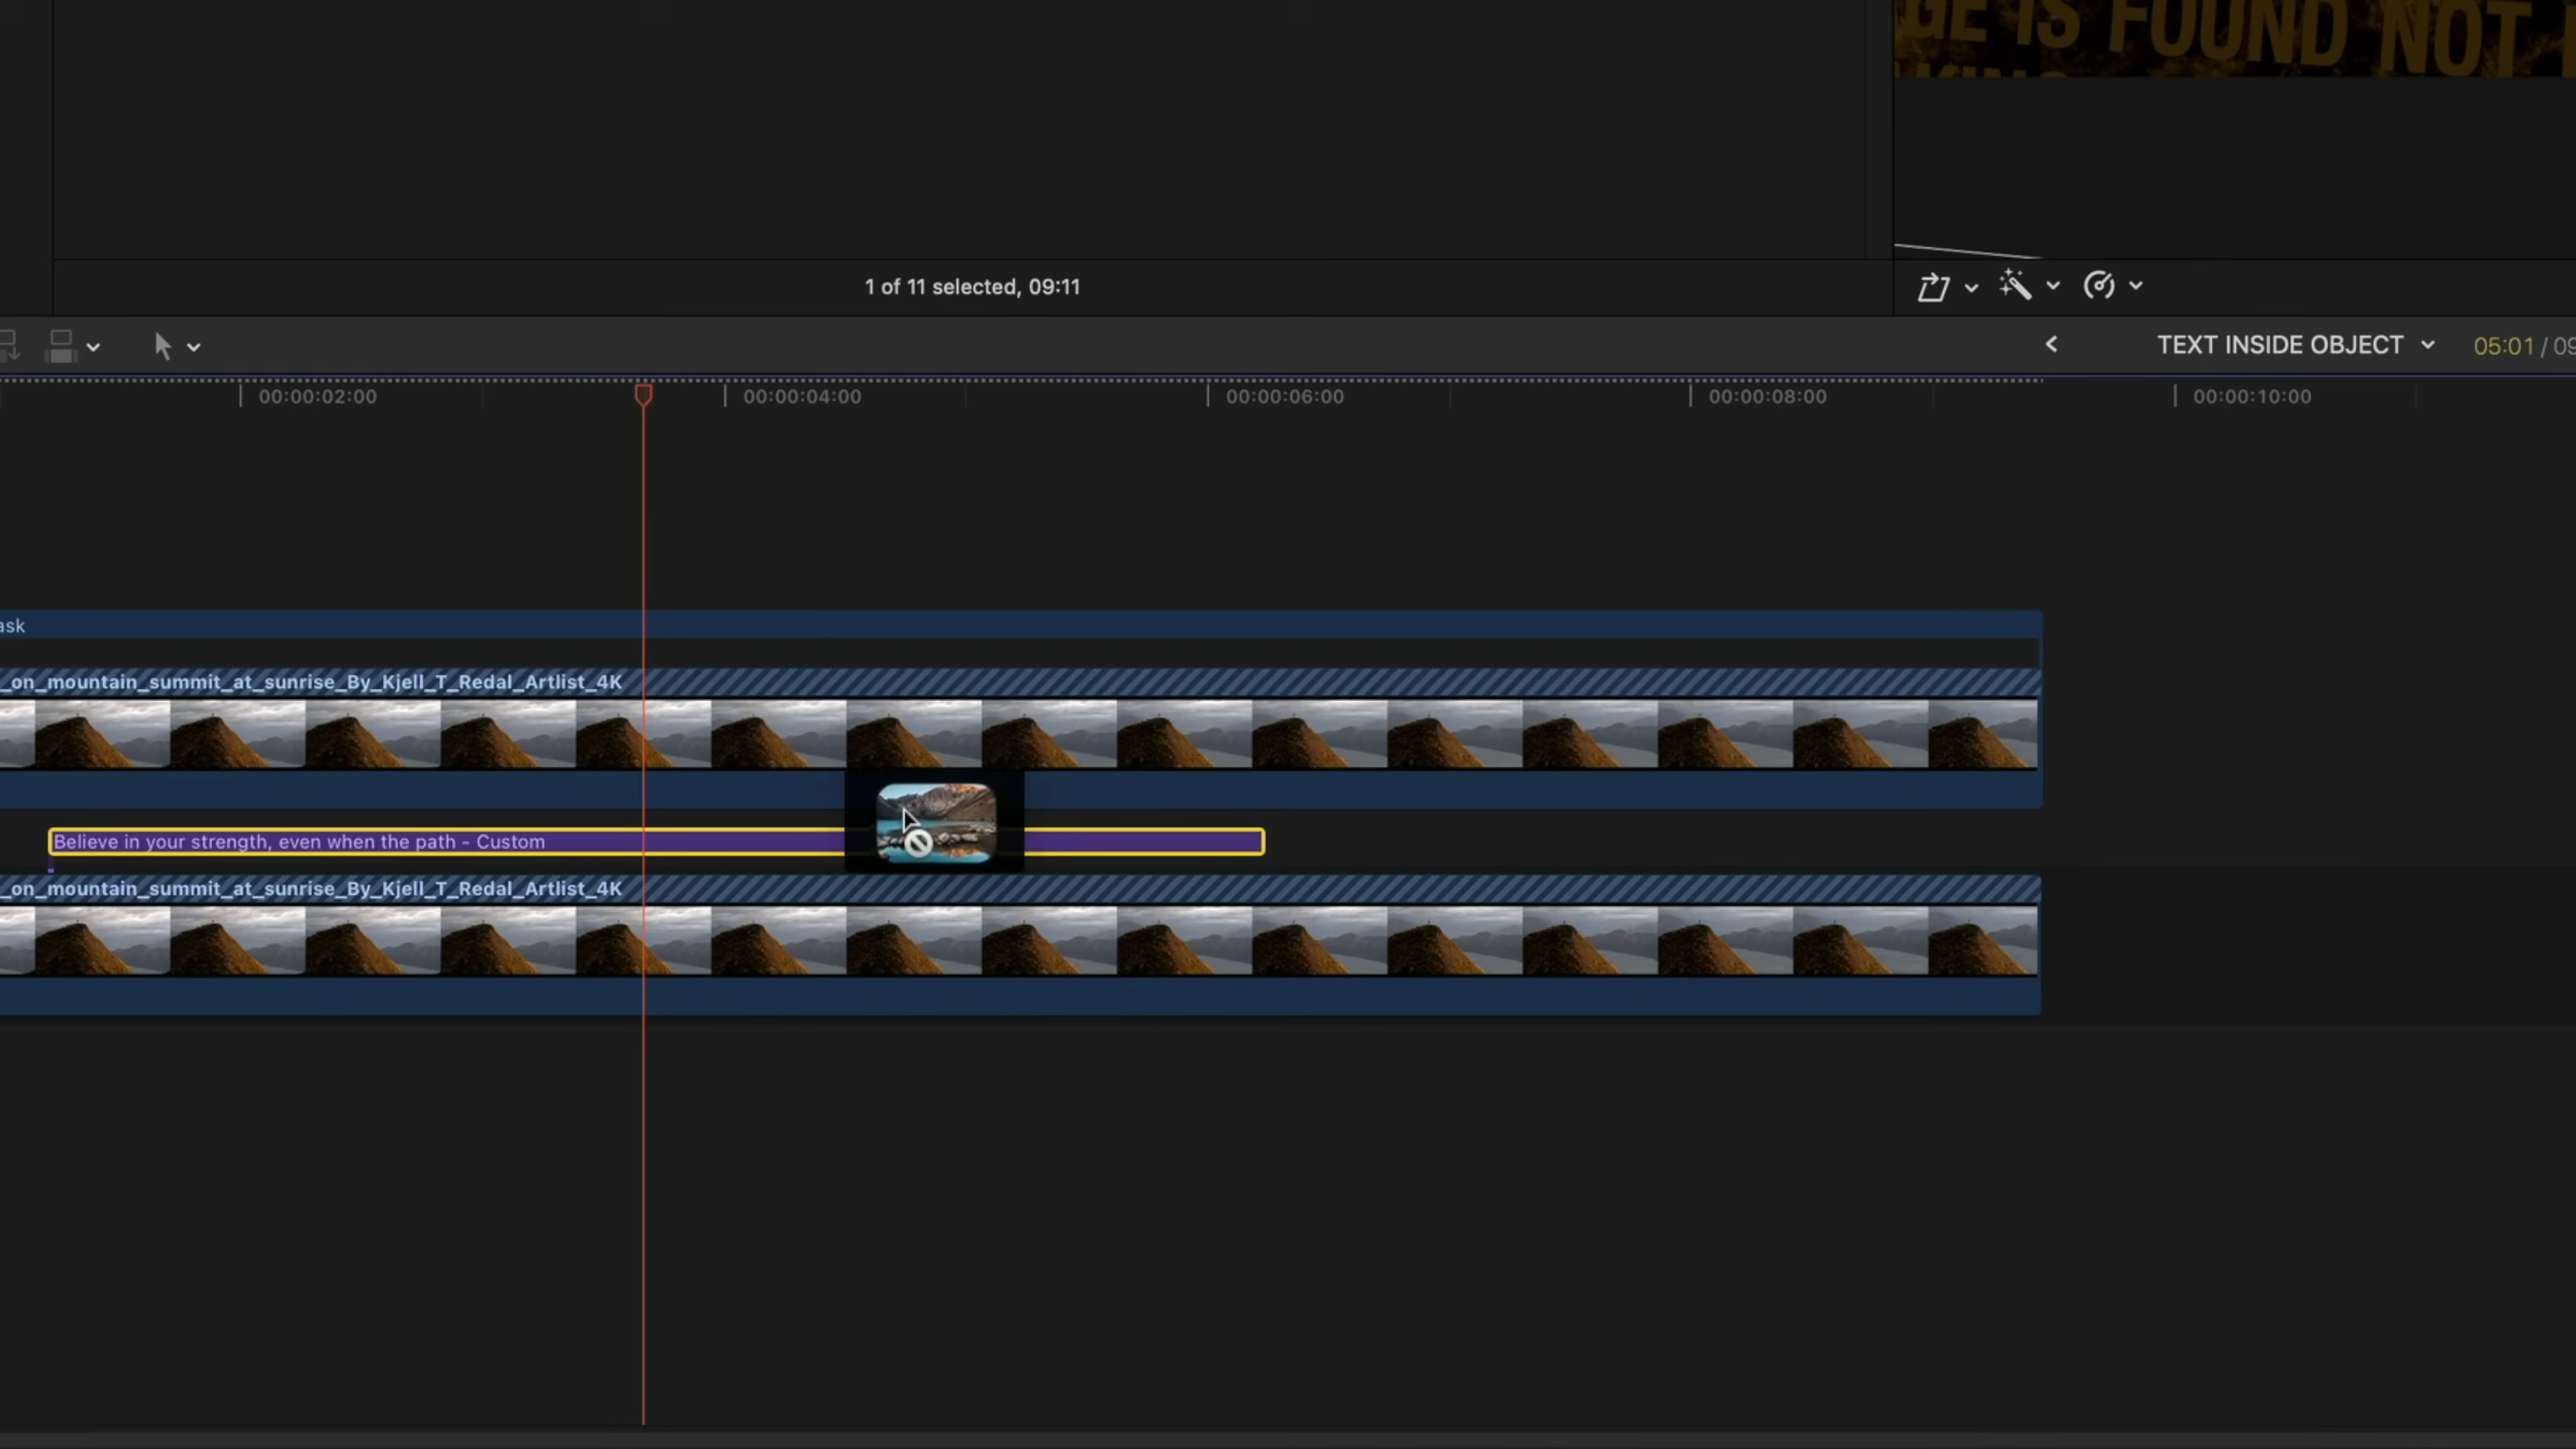 GE IS FOUND NOT
1 of 11 selected, 09:11
TEXT INSIDE OBJECT
05:01 / 09
00:00:02:00
00:00:04:00
00:00:06:00
00:00:08:00
00:00:10:00
ask
_on_mountain_summit_at_sunrise_By_Kjell_T_Redal_Artlist_4K
Believe in your strength, even when the path - Custom
_on_mountain_summit_at_sunrise_By_Kjell_T_Redal_Artlist_4K